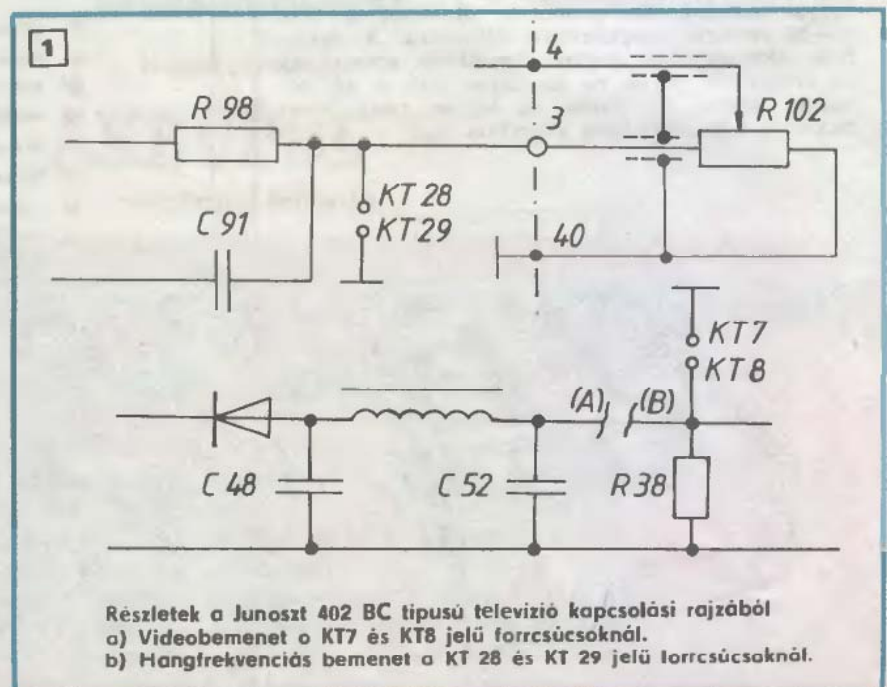 1
4
R 98
3
R 102
KT 28
KT 29
C 91
40
KT 7
KT 8
(A)
(B)
C 48
C 52
R 38
Részletek a Junoszt 402 BC típusú televízió kapcsolási rajzából
a) Videobemenet o KT7 és KT8 jelű forrcsúcsoknál.
b) Hangfrekvenciás bemenet a KT 28 és KT 29 jelű forrcsúcsaknál.